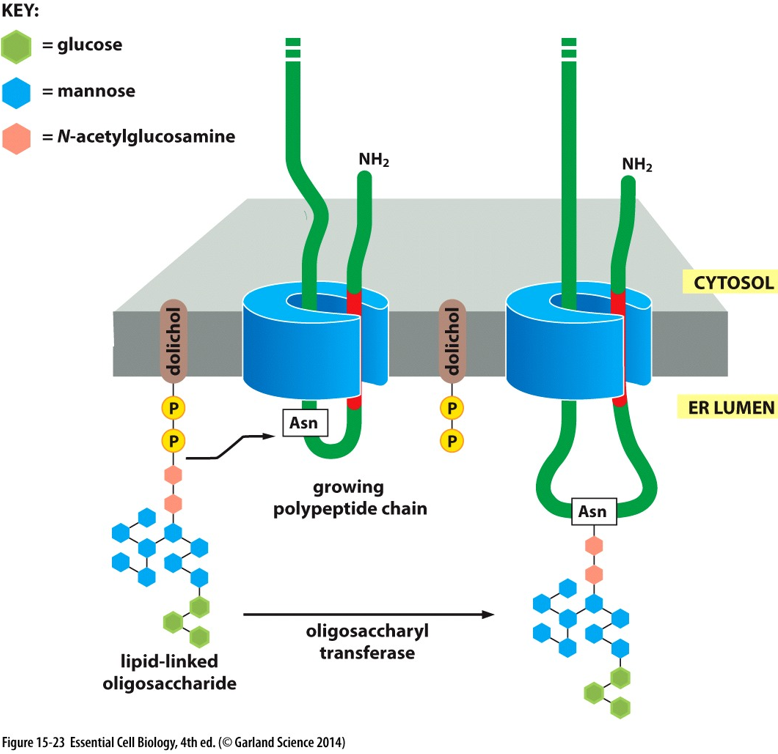 KEY:
= glucose
= mannose
= N-acetylglucosamine
NH2
NH2
CYTOSOL
dolichol
dolichol
P
P
P
P
ER LUMEN
Asn
growing
polypeptide chain
Asn
lipid-linked
oligosaccharide
oligosaccharyl
transferase
Figure 15-23 Essential Cell Biology, 4th ed. (© Garland Science 2014)